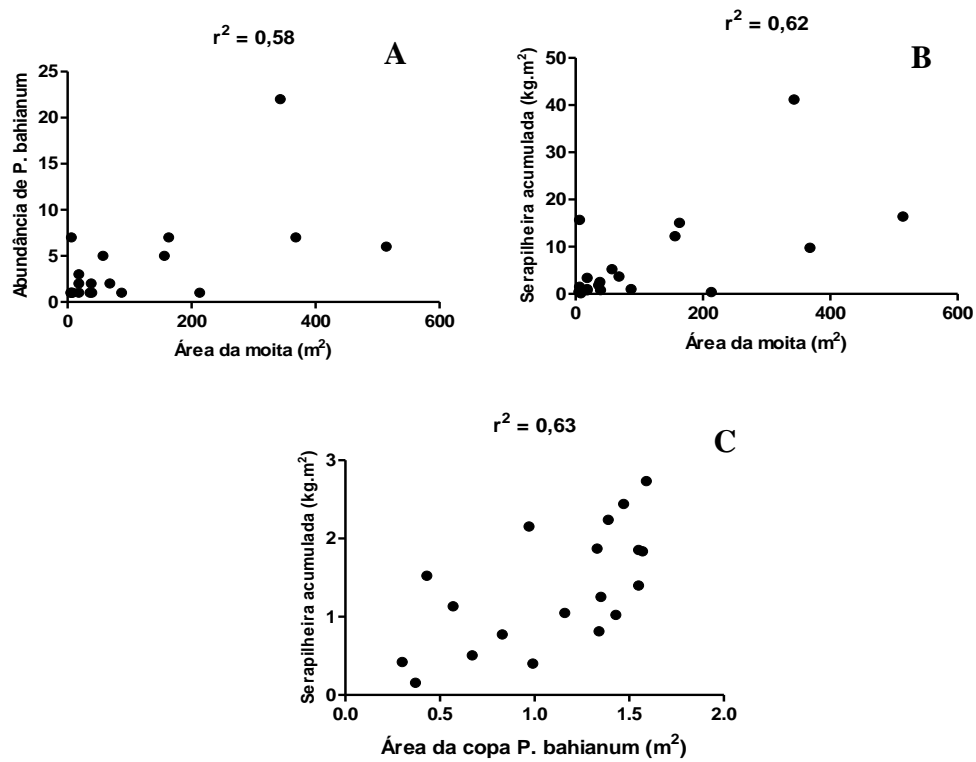 r² = 0,58
A
Abundância de P. bahianum
25
20
15
10
5
0
0 200 400 600
Área da moita (m²)
r² = 0,62
B
Serapilheira acumulada (kg.m²)
50
40
30
20
10
0
0 200 400 600
Área da moita (m²)
r² = 0,63
C
Serapilheira acumulada (kg.m²)
3
2
1
0
0.0 0.5 1.0 1.5 2.0
Área da copa P. bahianum (m²)